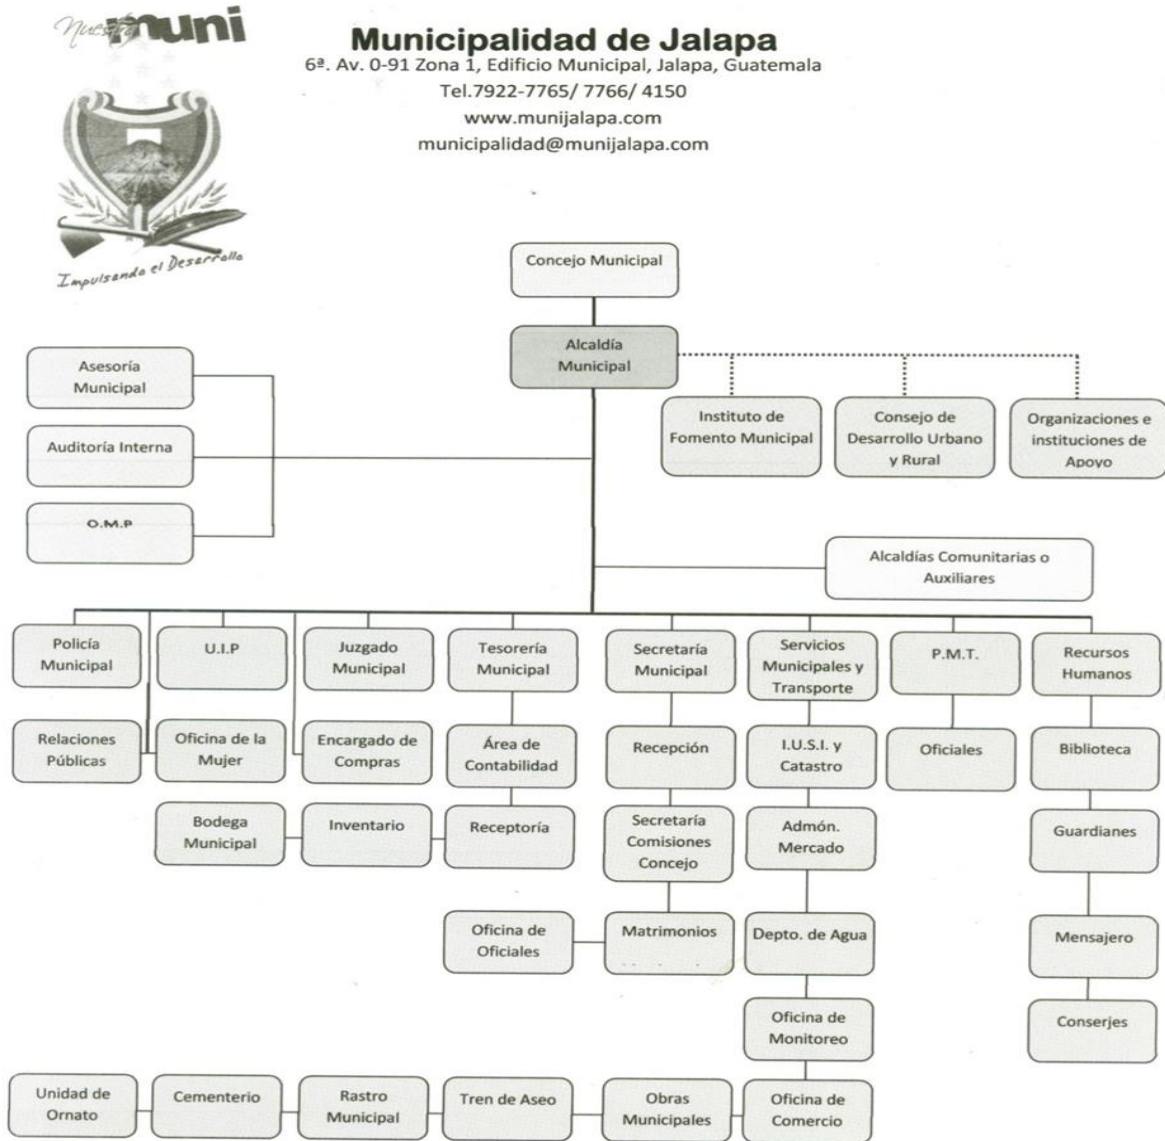 Nuestra muni
Municipalidad de Jalapa
6ª. Av. 0-91 Zona 1, Edificio Municipal, Jalapa, Guatemala
Tel.7922-7765/ 7766/ 4150
www.munijalapa.com
municipalidad@munijalapa.com
Impulsando el Desarrollo
Concejo Municipal
Alcaldía
Municipal
Asesoría
Municipal
Auditoría Interna
O.M.P
Instituto de
Fomento Municipal
Consejo de
Desarrollo Urbano
y Rural
Organizaciones e
instituciones de
Apoyo
Alcaldías Comunitarias o
Auxiliares
Policía
Municipal
U.I.P
Juzgado
Municipal
Tesorería
Municipal
Secretaría
Municipal
Servicios
Municipales y
Transporte
P.M.T.
Recursos
Humanos
Relaciones
Públicas
Oficina de la
Mujer
Encargado de
Compras
Área de
Contabilidad
Recepción
I.U.S.I. y
Catastro
Oficiales
Biblioteca
Bodega
Municipal
Inventario
Receptoría
Secretaría
Comisiones
Concejo
Admón.
Mercado
Guardianes
Oficina de
Oficiales
Matrimonios
Depto. de Agua
Mensajero
Oficina de
Monitoreo
Conserjes
Unidad de
Ornato
Cementerio
Rastro
Municipal
Tren de Aseo
Obras
Municipales
Oficina de
Comercio